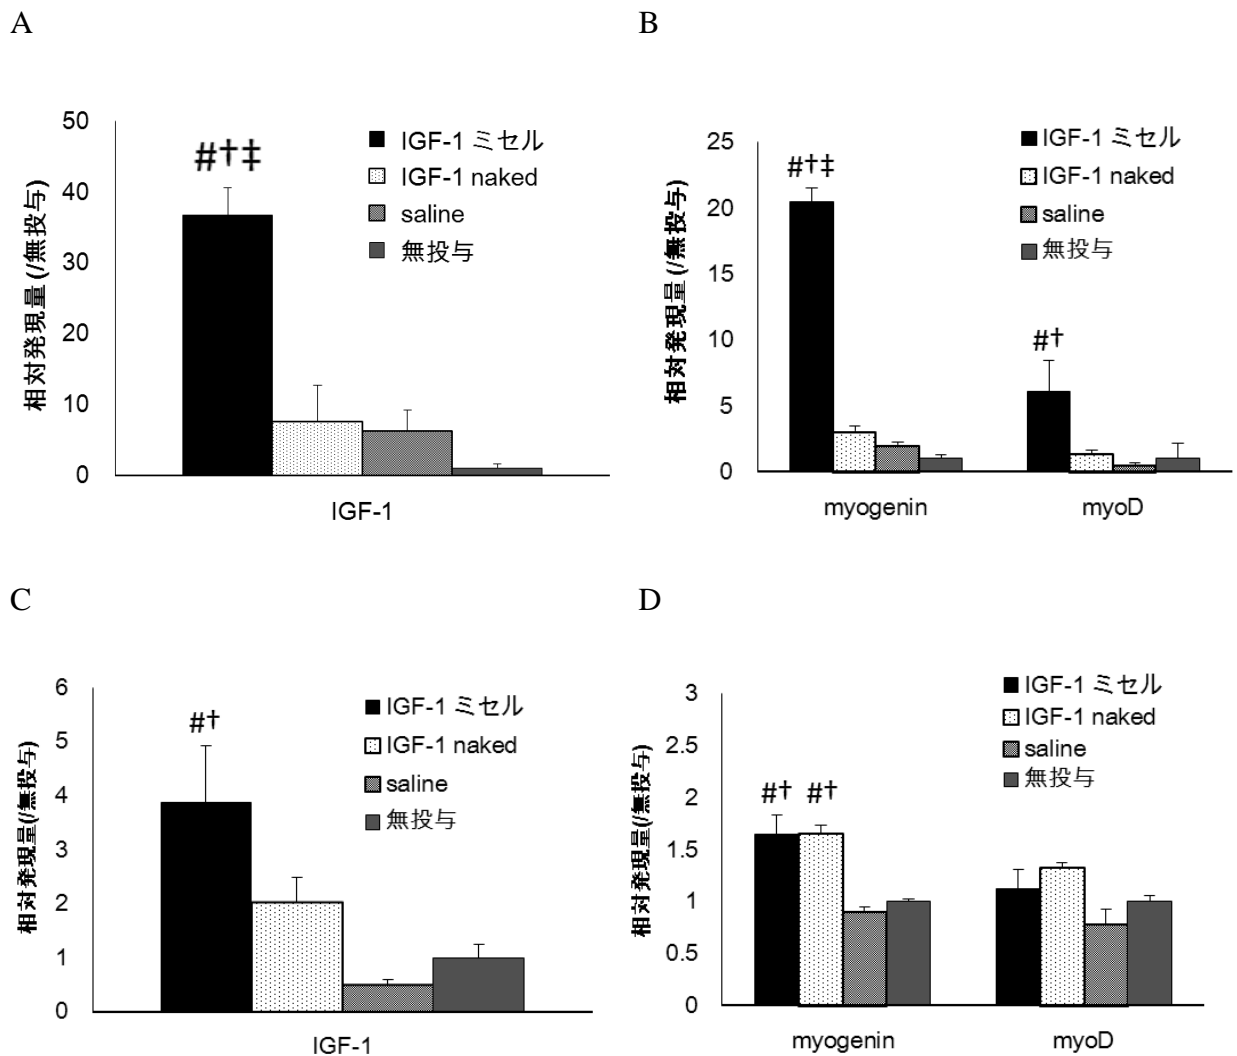 A
50
40
30
20
10
0
相対発現量(/無投与)
#†‡
IGF-1 ミセル
IGF-1 naked
saline
無投与
IGF-1
B
25
20
15
10
5
0
相対発現量(/無投与)
#†‡
#†
IGF-1 ミセル
IGF-1 naked
saline
無投与
myogenin
myoD
C
6
5
4
3
2
1
0
相対発現量(/無投与)
#†
IGF-1 ミセル
IGF-1 naked
saline
無投与
IGF-1
D
3
2.5
2
1.5
1
0.5
0
相対発現量(/無投与)
#† #†
IGF-1 ミセル
IGF-1 naked
saline
無投与
myogenin
myoD